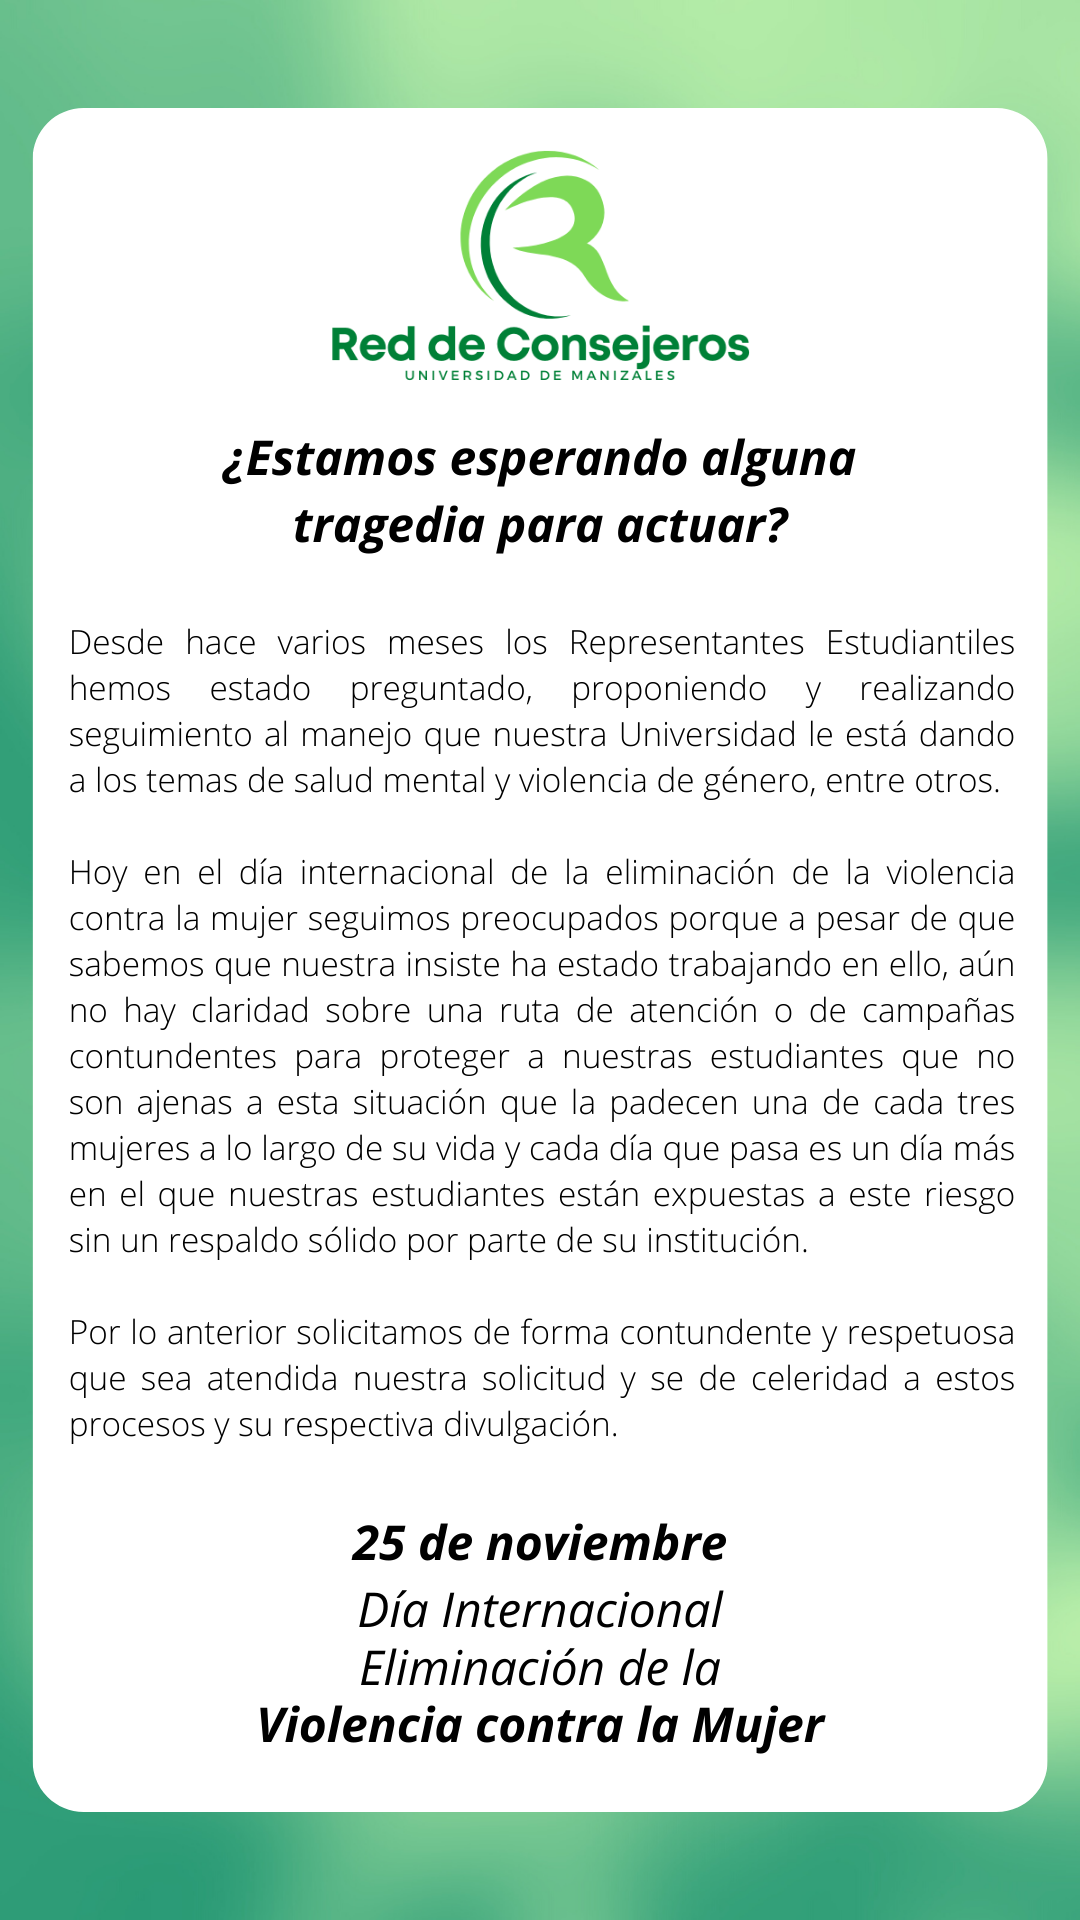 Red de Consejeros
UNIVERSIDAD DE MANIZALES
¿Estamos esperando alguna
tragedia para actuar?
Desde hace varios meses los Representantes Estudiantiles
hemos estado preguntado, proponiendo y realizando
seguimiento al manejo que nuestra Universidad le está dando
a los temas de salud mental y violencia de género, entre otros.
Hoy en el día internacional de la eliminación de la violencia
contra la mujer seguimos preocupados porque a pesar de que
sabemos que nuestra insiste ha estado trabajando en ello, aún
no hay claridad sobre una ruta de atención o de campañas
contundentes para proteger a nuestras estudiantes que no
son ajenas a esta situación que la padecen una de cada tres
mujeres a lo largo de su vida y cada día que pasa es un día más
en el que nuestras estudiantes están expuestas a este riesgo
sin un respaldo sólido por parte de su institución.
Por lo anterior solicitamos de forma contundente y respetuosa
que sea atendida nuestra solicitud y se de celeridad a estos
procesos y su respectiva divulgación.
25 de noviembre
Día Internacional
Eliminación de la
Violencia contra la Mujer